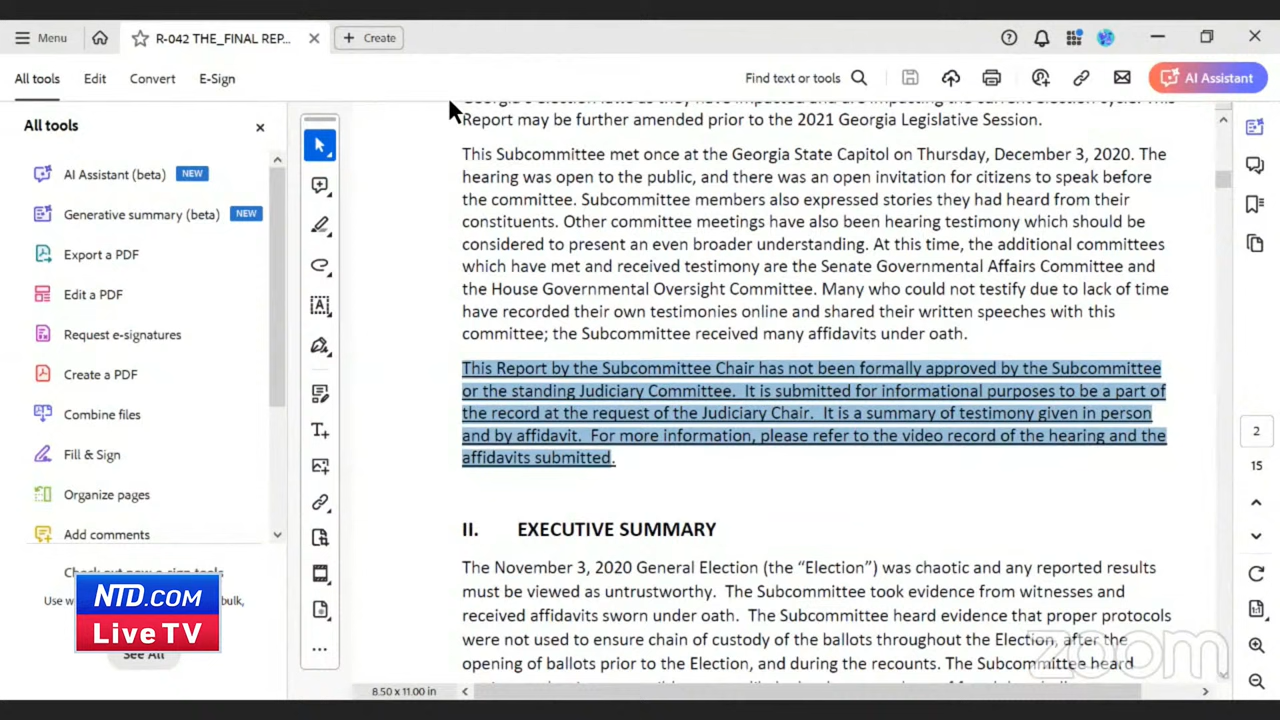 Menu
R-042 THE_FINAL REP...
Create
All tools
Edit
Convert
E-Sign
Find text or tools
AI Assistant
All tools
AI Assistant (beta)
NEW
Generative summary (beta)
NEW
Export a PDF
Edit a PDF
Request e-signatures
Create a PDF
Combine files
Fill & Sign
Organize pages
Add comments
bulk,
See All
NTD.COM
Live TV
Georgia's election laws as they have impacted and are impacting the current election cycle. This
Report may be further amended prior to the 2021 Georgia Legislative Session.
This Subcommittee met once at the Georgia State Capitol on Thursday, December 3, 2020. The
hearing was open to the public, and there was an open invitation for citizens to speak before
the committee. Subcommittee members also expressed stories they had heard from their
constituents. Other committee meetings have also been hearing testimony which should be
considered to present an even broader understanding. At this time, the additional committees
which have met and received testimony are the Senate Governmental Affairs Committee and
the House Governmental Oversight Committee. Many who could not testify due to lack of time
have recorded their own testimonies online and shared their written speeches with this
committee; the Subcommittee received many affidavits under oath.
This Report by the Subcommittee Chair has not been formally approved by the Subcommittee
or the standing Judiciary Committee. It is submitted for informational purposes to be a part of
the record at the request of the Judiciary Chair. It is a summary of testimony given in person
and by affidavit. For more information, please refer to the video record of the hearing and the
affidavits submitted.
II. EXECUTIVE SUMMARY
The November 3, 2020 General Election (the “Election”) was chaotic and any reported results
must be viewed as untrustworthy. The Subcommittee took evidence from witnesses and
received affidavits sworn under oath. The Subcommittee heard evidence that proper protocols
were not used to ensure chain of custody of the ballots throughout the Election, after the
opening of ballots prior to the Election, and during the recounts. The Subcommittee heard
8.50 x 11.00 in
2
15
zoom